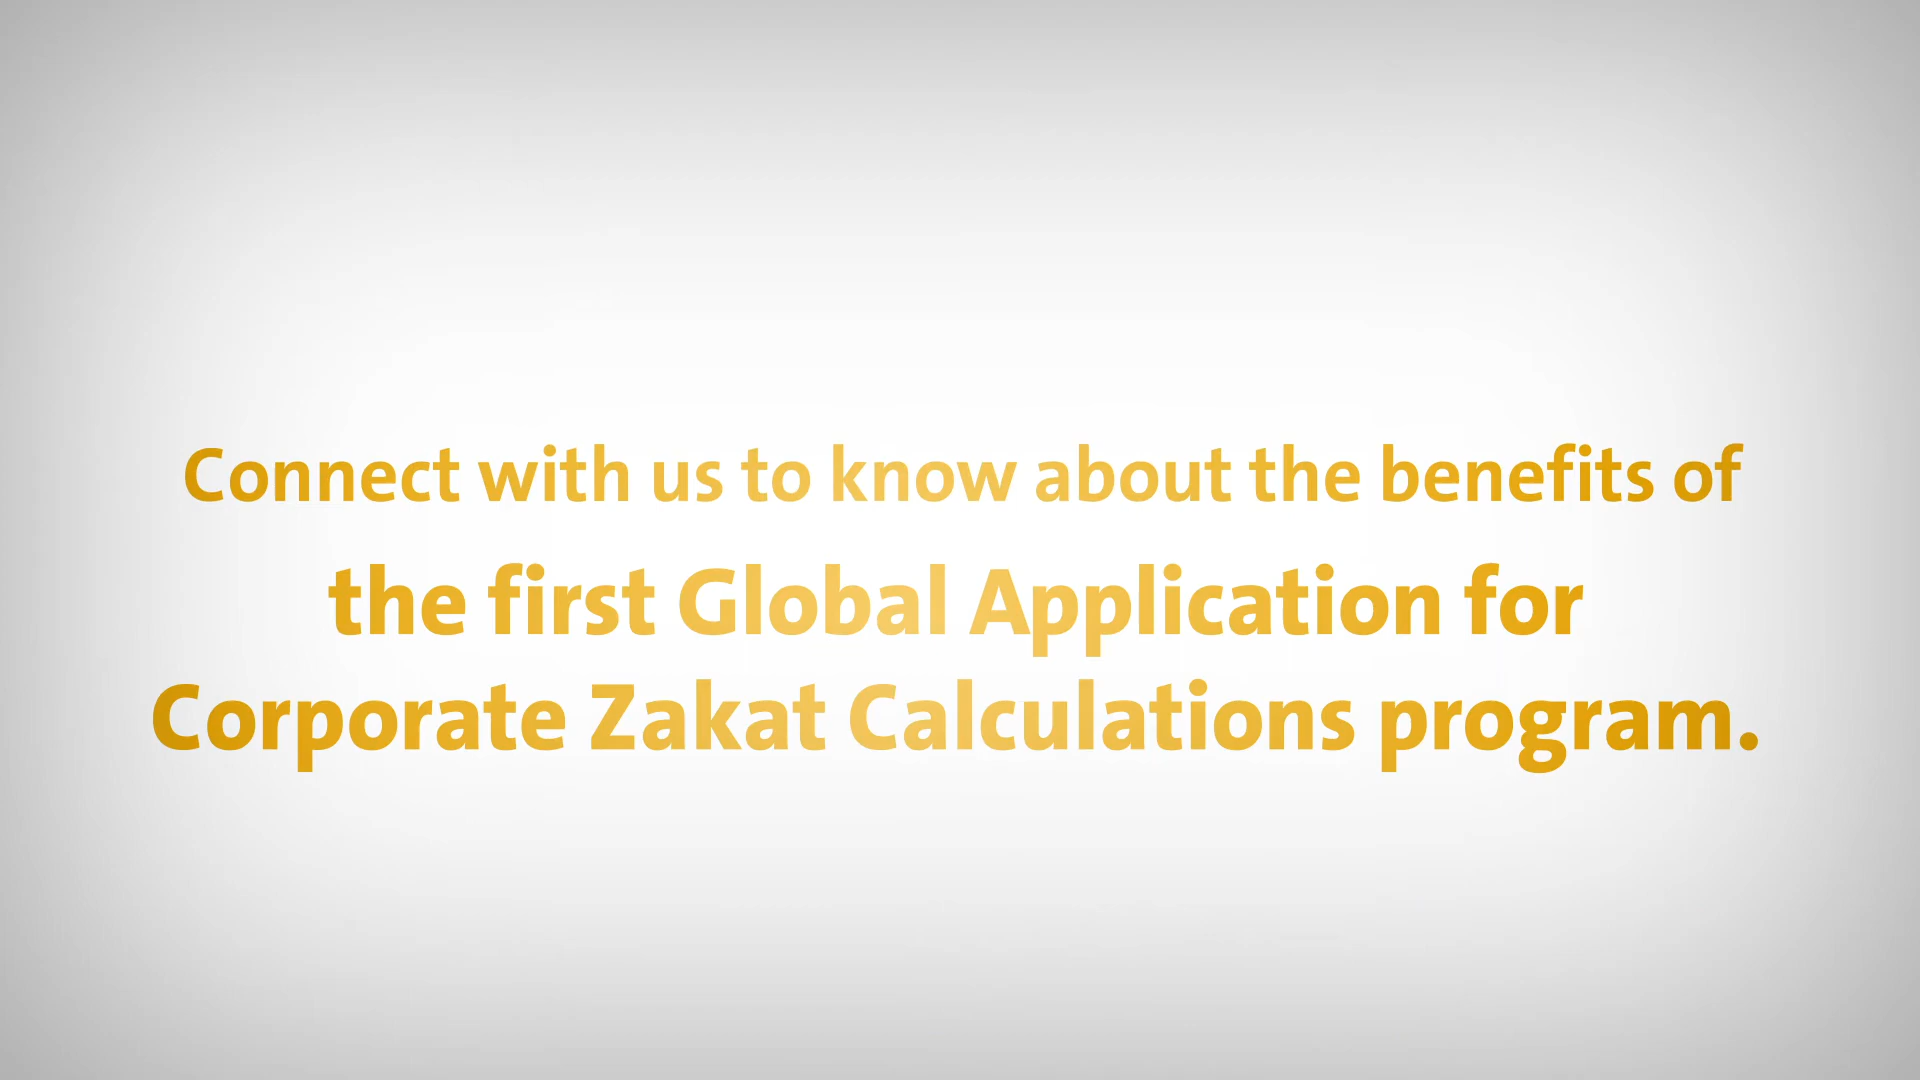 Connect with us to know about the benefits of
the first Global Application for
Corporate Zakat Calculations program.